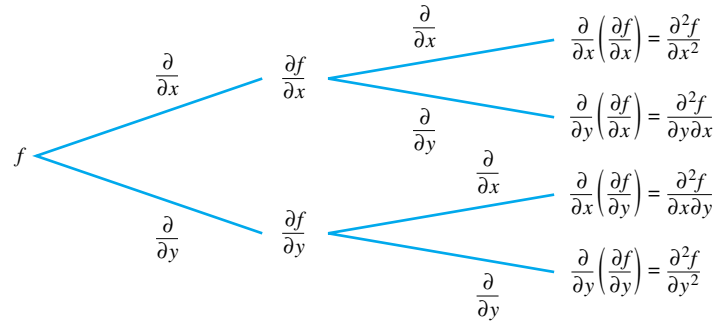 ∂/∂x
∂/∂x (∂f/∂x) = ∂²f/∂x²
∂/∂x
∂f/∂x
∂/∂y
∂/∂y (∂f/∂x) = ∂²f/∂y∂x
f
∂/∂x
∂/∂x (∂f/∂y) = ∂²f/∂x∂y
∂/∂y
∂f/∂y
∂/∂y
∂/∂y (∂f/∂y) = ∂²f/∂y²